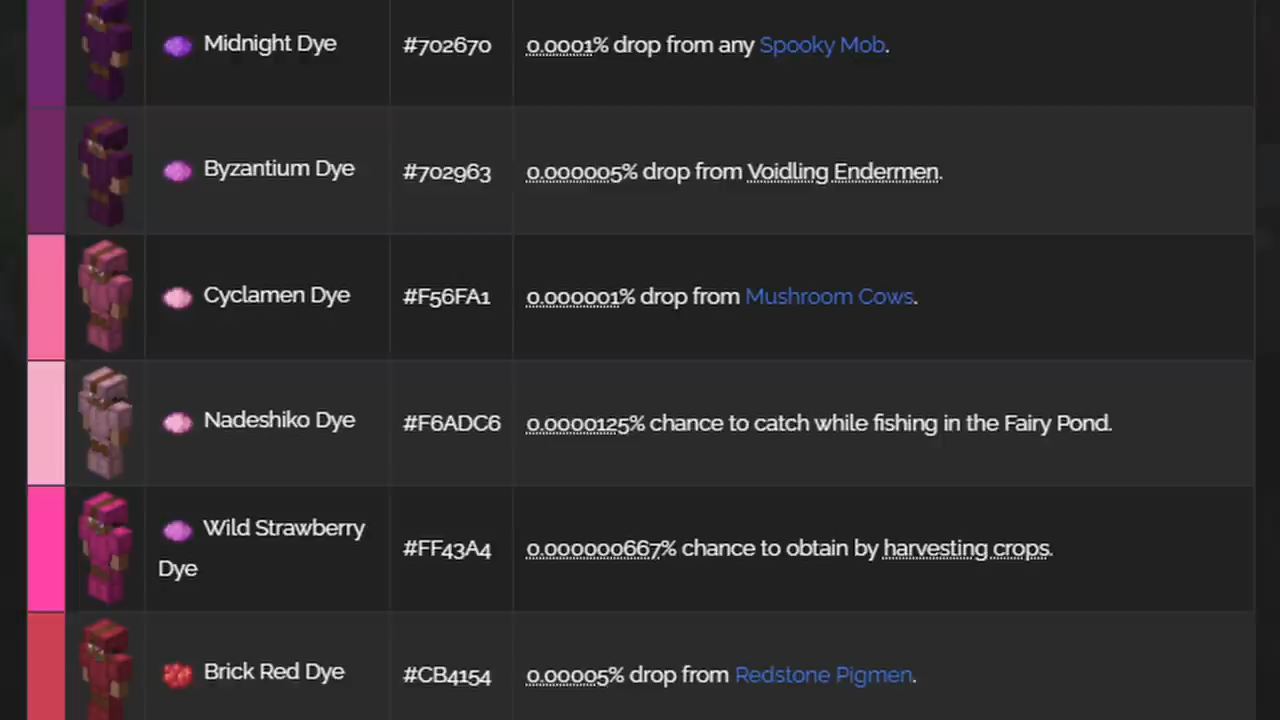 Midnight Dye #702670 0.0001% drop from any Spooky Mob.
Byzantium Dye #702963 0.000005% drop from Voidling Endermen.
Cyclamen Dye #F56FA1 0.000001% drop from Mushroom Cows.
Nadeshiko Dye #F6ADC6 0.0000125% chance to catch while fishing in the Fairy Pond.
Wild Strawberry
Dye #FF43A4 0.000000667% chance to obtain by harvesting crops.
Brick Red Dye #CB4154 0.00005% drop from Redstone Pigmen.